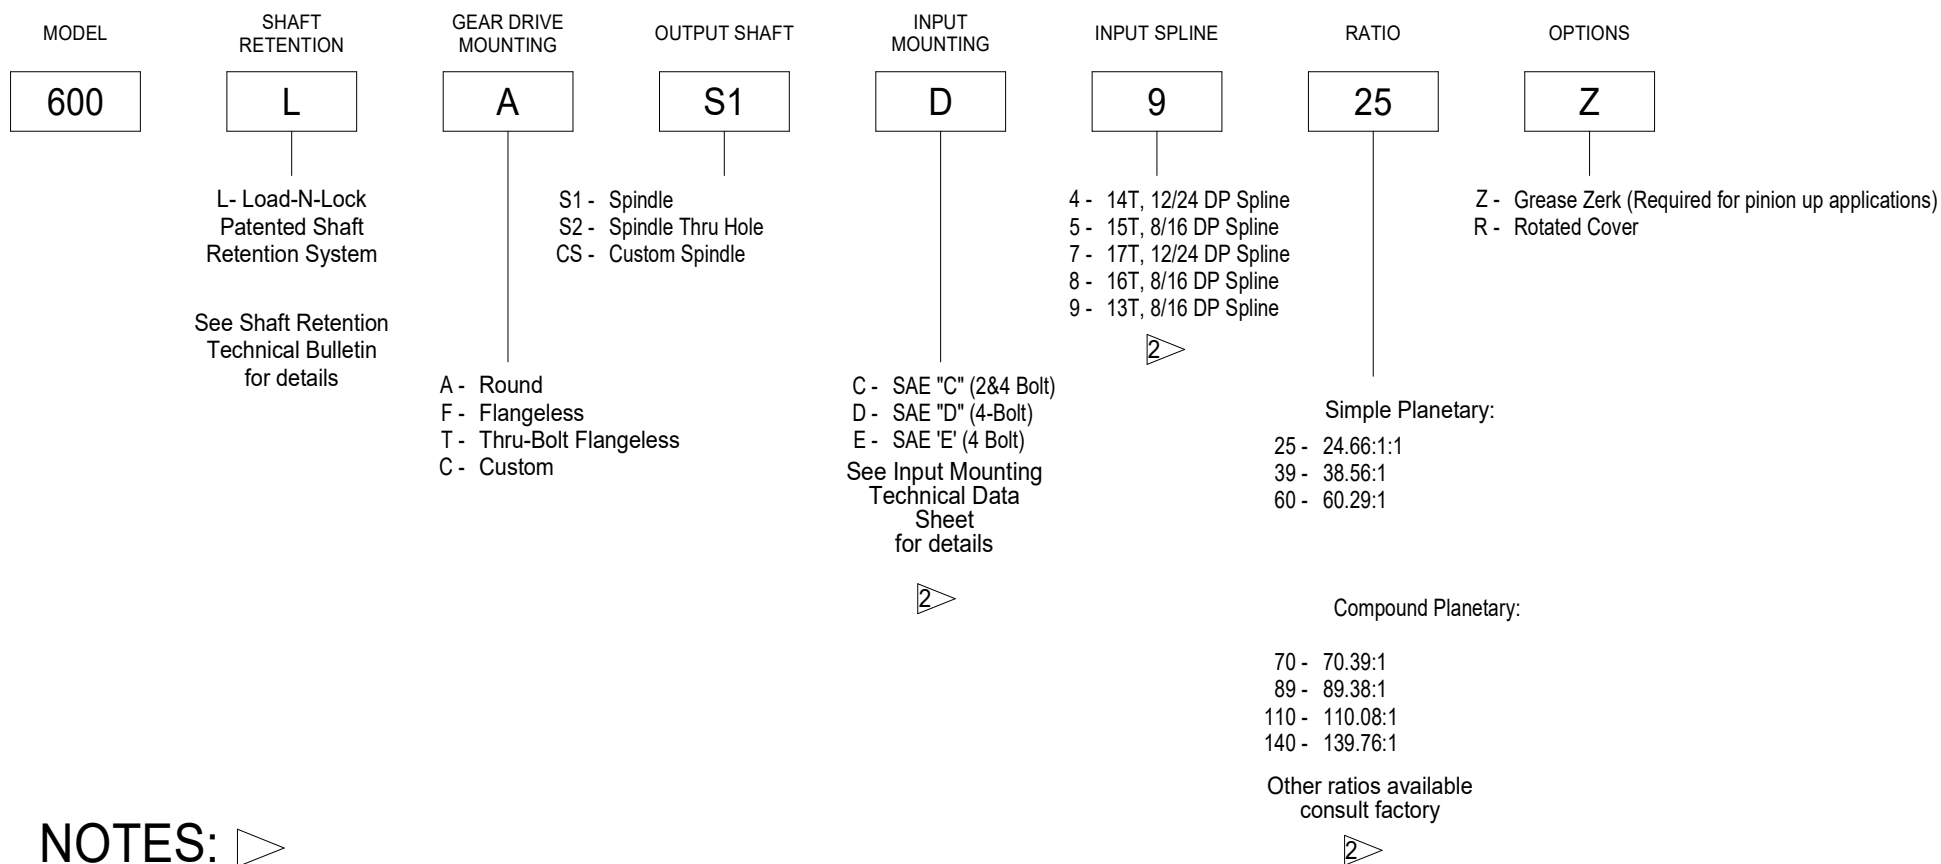 MODEL
SHAFT
RETENTION
GEAR DRIVE
MOUNTING
OUTPUT SHAFT
INPUT
MOUNTING
INPUT SPLINE
RATIO
OPTIONS
600
L
A
S1
D
9
25
Z
L- Load-N-Lock
Patented Shaft
Retention System
See Shaft Retention
Technical Bulletin
for details
A - Round
F - Flangeless
T - Thru-Bolt Flangeless
C - Custom
S1 - Spindle
S2 - Spindle Thru Hole
CS - Custom Spindle
C - SAE "C" (2&4 Bolt)
D - SAE "D" (4-Bolt)
E - SAE 'E' (4 Bolt)
See Input Mounting
Technical Data
Sheet
for details
2
4 - 14T, 12/24 DP Spline
5 - 15T, 8/16 DP Spline
7 - 17T, 12/24 DP Spline
8 - 16T, 8/16 DP Spline
9 - 13T, 8/16 DP Spline
2
Simple Planetary:
25 - 24.66:1:1
39 - 38.56:1
60 - 60.29:1
Compound Planetary:
70 - 70.39:1
89 - 89.38:1
110 - 110.08:1
140 - 139.76:1
Other ratios available
consult factory
2
Z - Grease Zerk (Required for pinion up applications)
R - Rotated Cover
NOTES: